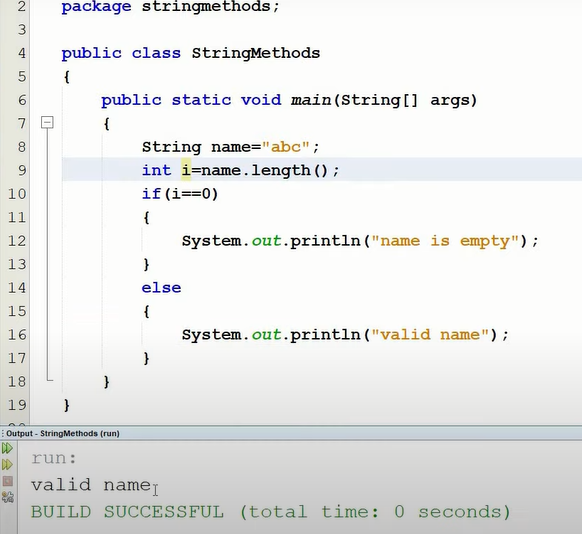 2 package stringmethods;
3
4 public class StringMethods
5 {
6 public static void main(String[] args)
7 {
8 String name="abc";
9 int i=name.length();
10 if(i==0)
11 {
12 System.out.println("name is empty");
13 }
14 else
15 {
16 System.out.println("valid name");
17 }
18 }
19 }
Output - StringMethods (run)
run:
valid name
BUILD SUCCESSFUL (total time: 0 seconds)